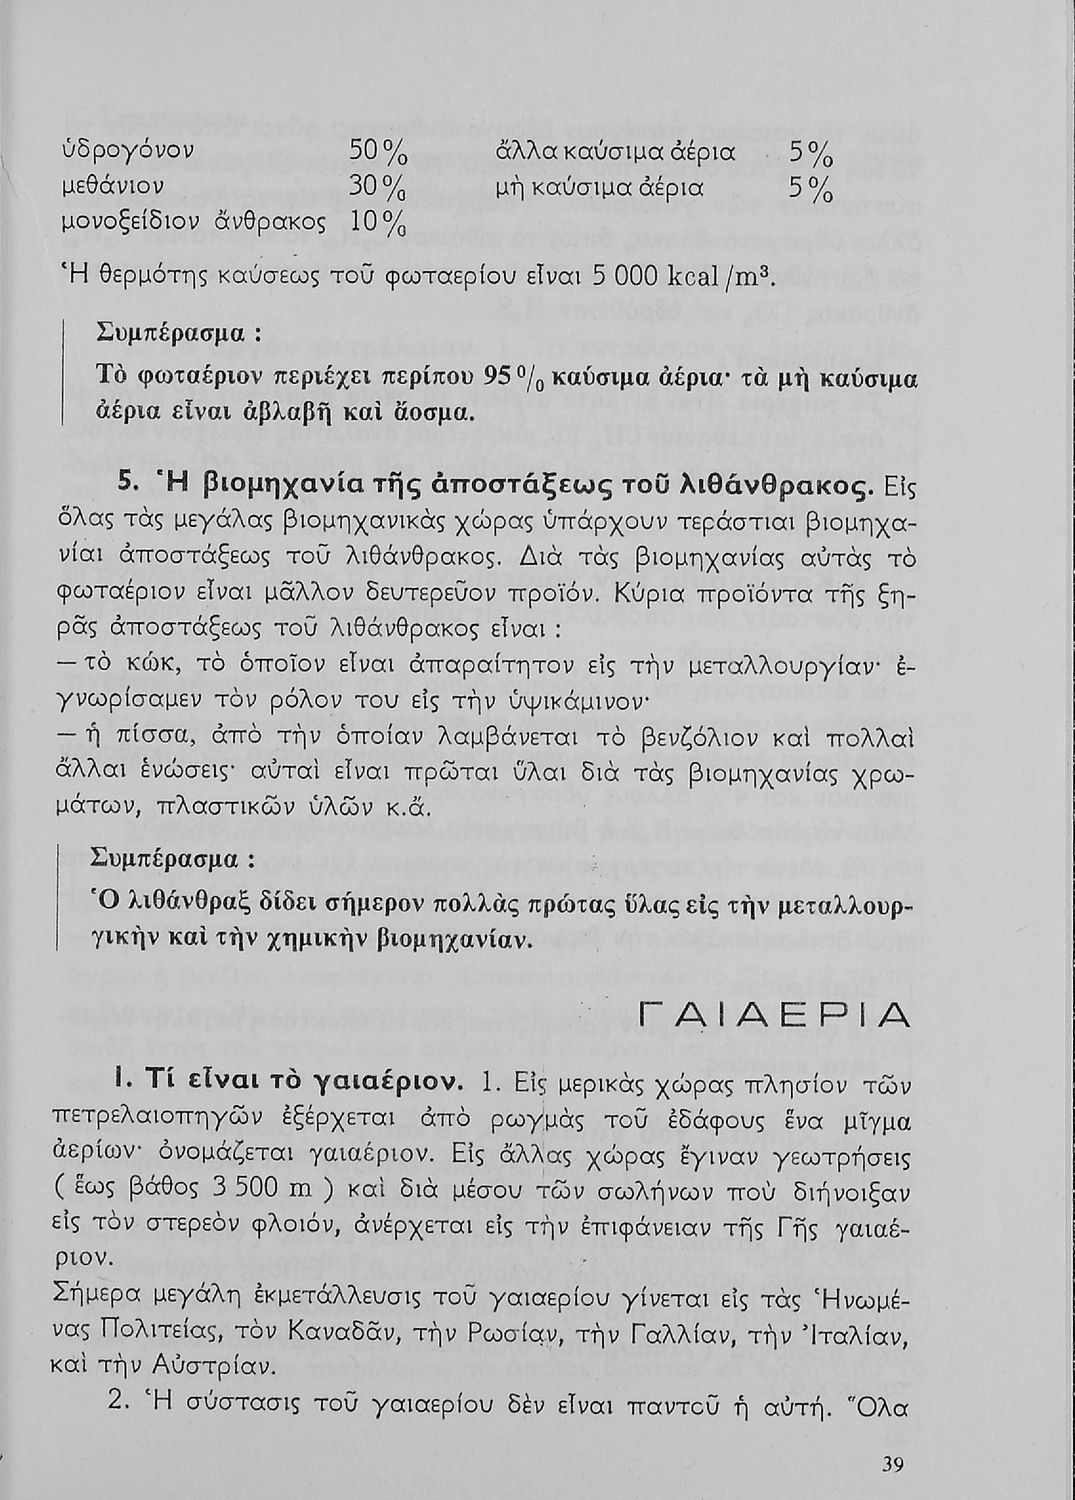 ὑδρογόνον 50% ἄλλα καύσιμα ἀέρια 5%
μεθάνιον 30% μὴ καύσιμα ἀέρια 5%
μονοξείδιον ἄνθρακος 10%
Ἡ θερμότης καύσεως τοῦ φωταερίου εἶναι 5 000 kcal/m³.
Συμπέρασμα :
Τὸ φωταέριον περιέχει περίπου 95% καύσιμα ἀέρια· τὰ μὴ καύσιμα
ἀέρια εἶναι ἀβλαβῆ καὶ ἄοσμα.
5. Ἡ βιομηχανία τῆς ἀποστάξεως τοῦ λιθάνθρακος. Εἰς
ὅλας τὰς μεγάλας βιομηχανικὰς χώρας ὑπάρχουν τεράστιαι βιομηχα-
νίαι ἀποστάξεως τοῦ λιθάνθρακος. Διὰ τὰς βιομηχανίας αὐτὰς τὸ
φωταέριον εἶναι μᾶλλον δευτερεῦον προϊόν. Κύρια προϊόντα τῆς ξη-
ρᾶς ἀποστάξεως τοῦ λιθάνθρακος εἶναι :
— τὸ κώκ, τὸ ὁποῖον εἶναι ἀπαραίτητον εἰς τὴν μεταλλουργίαν· ἐ-
γνωρίσαμεν τὸν ρόλον του εἰς τὴν ὑψικάμινον·
— ἡ πίσσα, ἀπὸ τὴν ὁποίαν λαμβάνεται τὸ βενζόλιον καὶ πολλαὶ
ἄλλαι ἑνώσεις· αὐταὶ εἶναι πρῶται ὕλαι διὰ τὰς βιομηχανίας χρω-
μάτων, πλαστικῶν ὑλῶν κ.ἄ.
Συμπέρασμα :
Ὁ λιθάνθραξ δίδει σήμερον πολλὰς πρώτας ὕλας εἰς τὴν μεταλλουρ-
γικὴν καὶ τὴν χημικὴν βιομηχανίαν.
ΓΑΙΑΕΡΙΑ
1. Τί εἶναι τὸ γαιαέριον. 1. Εἰς μερικὰς χώρας πλησίον τῶν
πετρελαιοπηγῶν ἐξέρχεται ἀπὸ ρωγμὰς τοῦ ἐδάφους ἕνα μῖγμα
ἀερίων· ὀνομάζεται γαιαέριον. Εἰς ἄλλας χώρας ἔγιναν γεωτρήσεις
( ἕως βάθος 3 500 m ) καὶ διὰ μέσου τῶν σωλήνων ποὺ διήνοιξαν
εἰς τὸν στερεὸν φλοιόν, ἀνέρχεται εἰς τὴν ἐπιφάνειαν τῆς Γῆς γαιαέ-
ριον.
Σήμερα μεγάλη ἐκμετάλλευσις τοῦ γαιαερίου γίνεται εἰς τὰς Ἡνωμέ-
νας Πολιτείας, τὸν Καναδᾶν, τὴν Ρωσίαν, τὴν Γαλλίαν, τὴν Ἰταλίαν,
καὶ τὴν Αὐστρίαν.
2. Ἡ σύστασις τοῦ γαιαερίου δὲν εἶναι παντοῦ ἡ αὐτή. Ὅλα
39